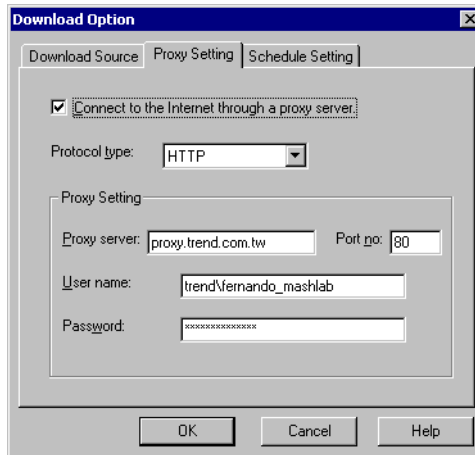 Download Option
Download Source Proxy Setting Schedule Setting
Connect to the Internet through a proxy server.
Protocol type: HTTP
Proxy Setting
Proxy server: proxy.trend.com.tw Port no: 80
User name: trend\fernando_mashlab
Password: *************
OK Cancel Help